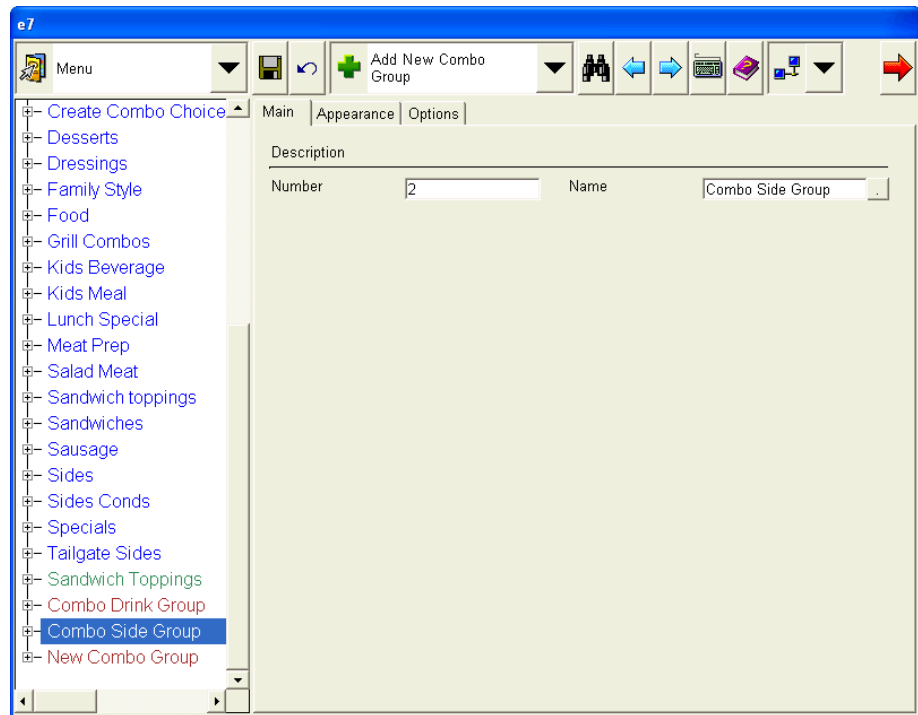 e7
Menu
Add New Combo
Group
Create Combo Choice
Desserts
Dressings
Family Style
Food
Grill Combos
Kids Beverage
Kids Meal
Lunch Special
Meat Prep
Salad Meat
Sandwich toppings
Sandwiches
Sausage
Sides
Sides Conds
Specials
Tailgate Sides
Sandwich Toppings
Combo Drink Group
Combo Side Group
New Combo Group
Main Appearance Options
Description
Number 2 Name Combo Side Group .